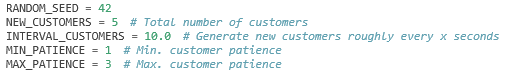 RANDOM_SEED = 42
NEW_CUSTOMERS = 5  # Total number of customers
INTERVAL_CUSTOMERS = 10.0  # Generate new customers roughly every x seconds
MIN_PATIENCE = 1  # Min. customer patience
MAX_PATIENCE = 3  # Max. customer patience